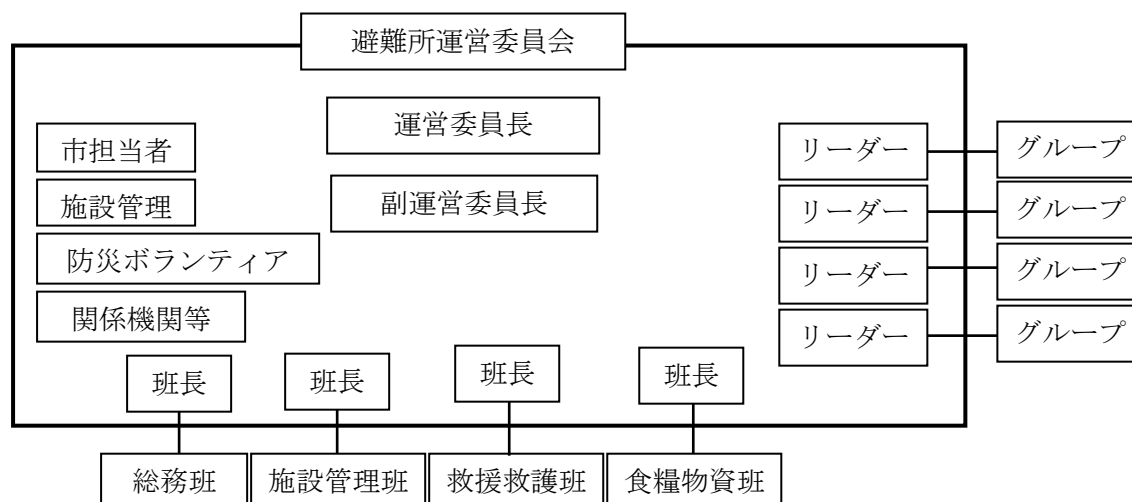 避難所運営委員会
運営委員長
副運営委員長
市担当者
施設管理
防災ボランティア
関係機関等
リーダー
グループ
リーダー
グループ
リーダー
グループ
リーダー
グループ
班長
班長
班長
班長
総務班
施設管理班
救援救護班
食糧物資班